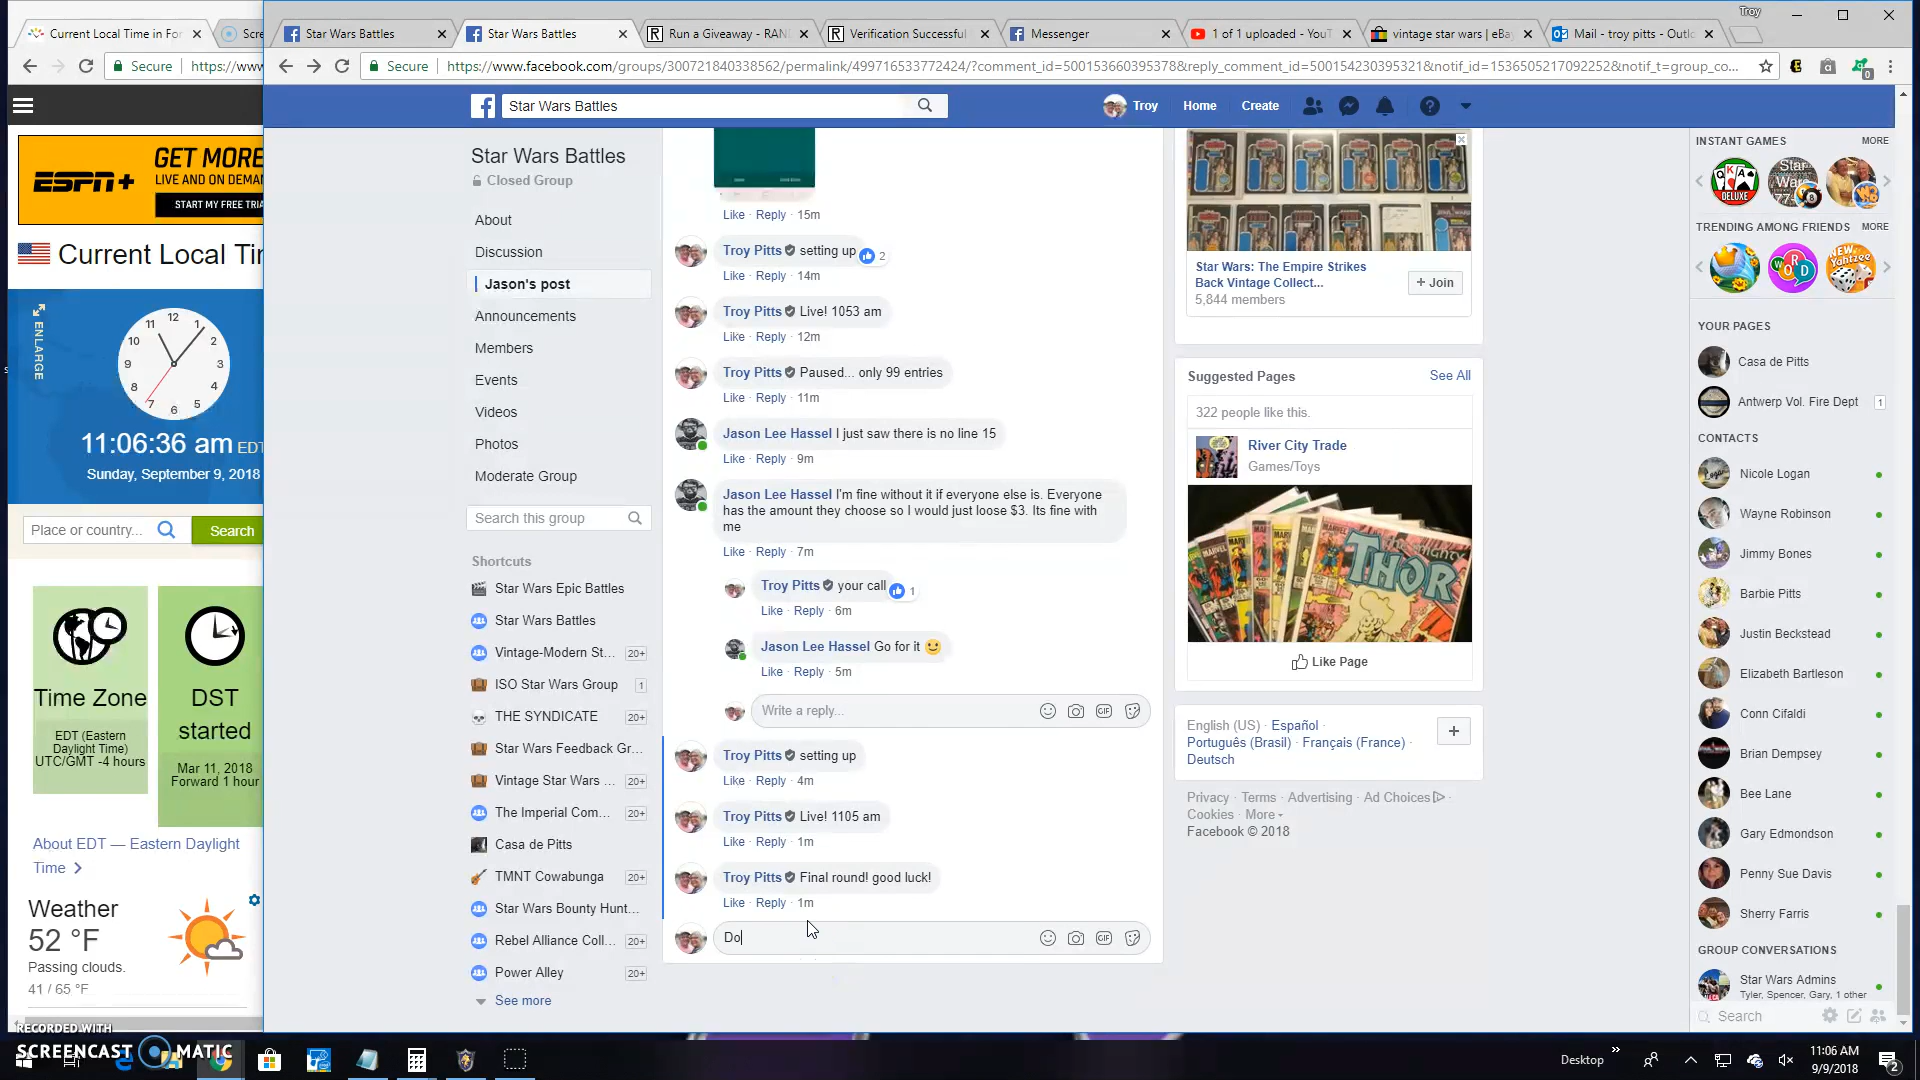 Current Local Time in For
Scre
Star Wars Battles
Star Wars Battles
Run a Giveaway - RAN
Verification Successful
Messenger
1 of 1 uploaded - YouT
vintage star wars | eBay
Mail - troy pitts - Outlo
Troy
Secure
https://www
Secure
https://www.facebook.com/groups/300721840338562/permalink/499716533772424/?comment_id=500153660395378&reply_comment_id=500154230395321&notif_id=1536505217092252&notif_t=group_co...
Star Wars Battles
Troy
Home
Create
ESPN+
GET MORE
LIVE AND ON DEMAN
START MY FREE TRIA
Current Local Tir
ENLARGE
11:06:36 am EDT
Sunday, September 9, 2018
Place or country...
Search
Time Zone
EDT (Eastern
Daylight Time)
UTC/GMT -4 hours
DST
started
Mar 11, 2018
Forward 1 hour
About EDT — Eastern Daylight
Time
Weather
52 °F
Passing clouds.
41 / 65 °F
Star Wars Battles
Closed Group
About
Discussion
Jason's post
Announcements
Members
Events
Videos
Photos
Moderate Group
Search this group
Shortcuts
Star Wars Epic Battles
Star Wars Battles
Vintage-Modern St... 20+
ISO Star Wars Group 1
THE SYNDICATE 20+
Star Wars Feedback Gr...
Vintage Star Wars ... 20+
The Imperial Com... 20+
Casa de Pitts
TMNT Cowabunga 20+
Star Wars Bounty Hunt...
Rebel Alliance Coll... 20+
Power Alley 20+
See more
Like · Reply · 15m
Troy Pitts setting up 2
Like · Reply · 14m
Troy Pitts Live! 1053 am
Like · Reply · 12m
Troy Pitts Paused... only 99 entries
Like · Reply · 11m
Jason Lee Hassel I just saw there is no line 15
Like · Reply · 9m
Jason Lee Hassel I'm fine without it if everyone else is. Everyone
has the amount they choose so I would just loose $3. Its fine with
me
Like · Reply · 7m
Troy Pitts your call 1
Like · Reply · 6m
Jason Lee Hassel Go for it
Like · Reply · 5m
Write a reply...
GIF
Troy Pitts setting up
Like · Reply · 4m
Troy Pitts Live! 1105 am
Like · Reply · 1m
Troy Pitts Final round! good luck!
Like · Reply · 1m
Do
GIF
Star Wars: The Empire Strikes
Back Vintage Collect...
5,844 members
+ Join
Suggested Pages
See All
322 people like this.
River City Trade
Games/Toys
THOR
Like Page
English (US) · Español ·
Português (Brasil) · Français (France) ·
Deutsch
Privacy · Terms · Advertising · Ad Choices ·
Cookies · More
Facebook © 2018
INSTANT GAMES
MORE
DELUXE
TRENDING AMONG FRIENDS
MORE
WORD
NEW
Yahtzee
YOUR PAGES
Casa de Pitts
Antwerp Vol. Fire Dept 1
CONTACTS
Nicole Logan
Wayne Robinson
Jimmy Bones
Barbie Pitts
Justin Beckstead
Elizabeth Bartleson
Conn Cifaldi
Brian Dempsey
Bee Lane
Gary Edmondson
Penny Sue Davis
Sherry Farris
GROUP CONVERSATIONS
Star Wars Admins
Tyler, Spencer, Gary, 1 other
Search
RECORDED WITH
SCREENCAST MATIC
Desktop
11:06 AM
9/9/2018
2